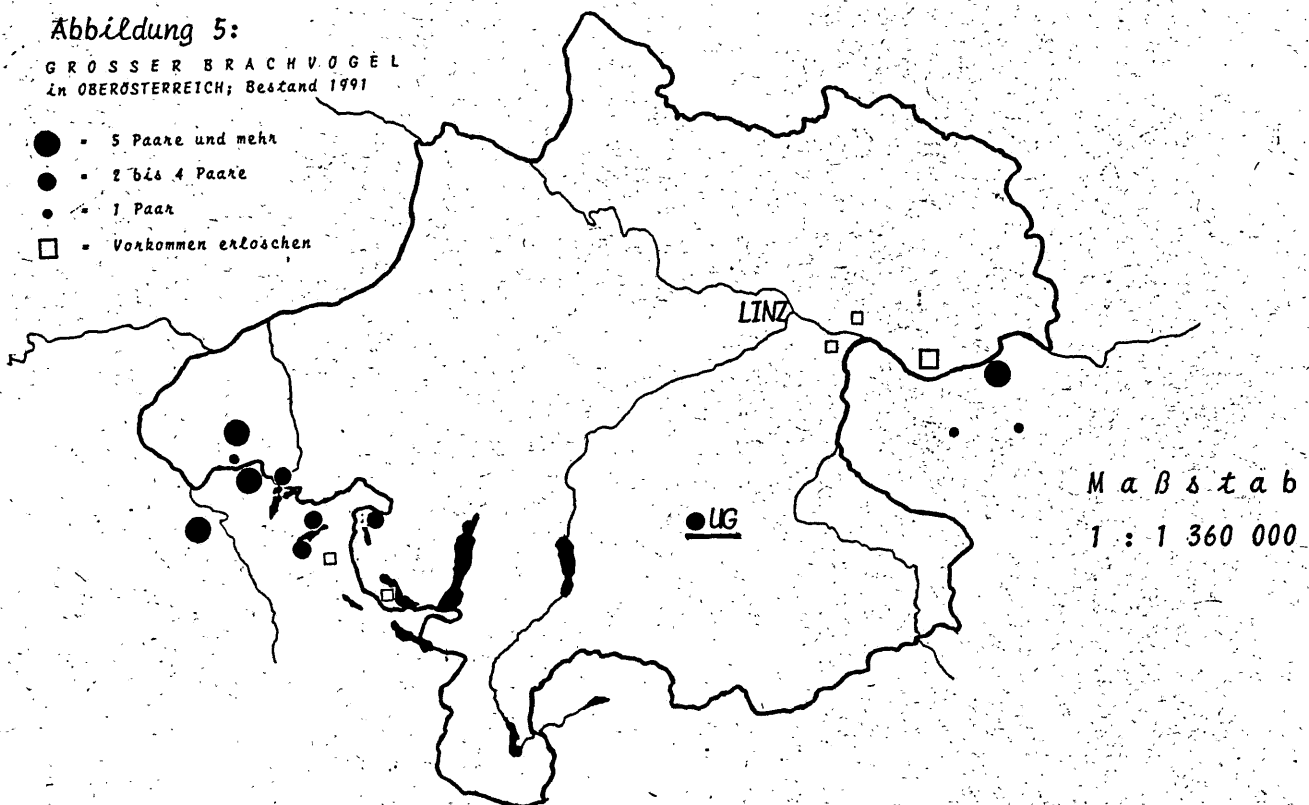 Abbildung 5:
GROSSER BRACHVOGEL
in OBERÖSTERREICH; Bestand 1991
= 5 Paare und mehr
= 2 bis 4 Paare
= 1 Paar
= Vorkommen erloschen
LINZ
UG
Maßstab
1 : 1 360 000